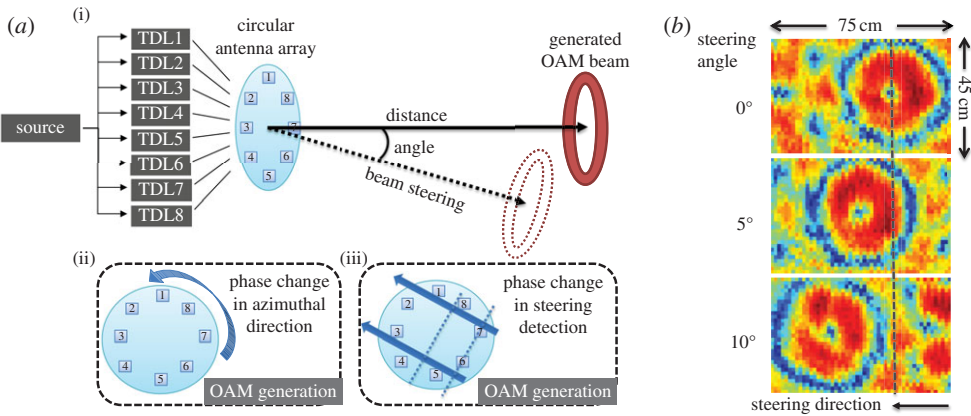 (a)
(i)
source
TDL1
TDL2
TDL3
TDL4
TDL5
TDL6
TDL7
TDL8
circular
antenna array
1
2
8
3
7
4
6
5
distance
angle
beam steering
generated
OAM beam
(ii)
phase change
in azimuthal
direction
1
2
8
3
7
4
6
5
OAM generation
(iii)
phase change
in steering
detection
1
2
8
3
7
4
6
5
OAM generation
(b)
steering
angle
75 cm
45 cm
0°
5°
10°
steering direction